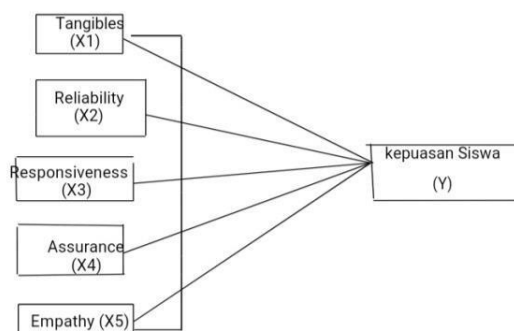 Tangibles
(X1)
Reliability
(X2)
Responsiveness
(X3)
Assurance
(X4)
Empathy (X5)
kepuasan Siswa
(Y)